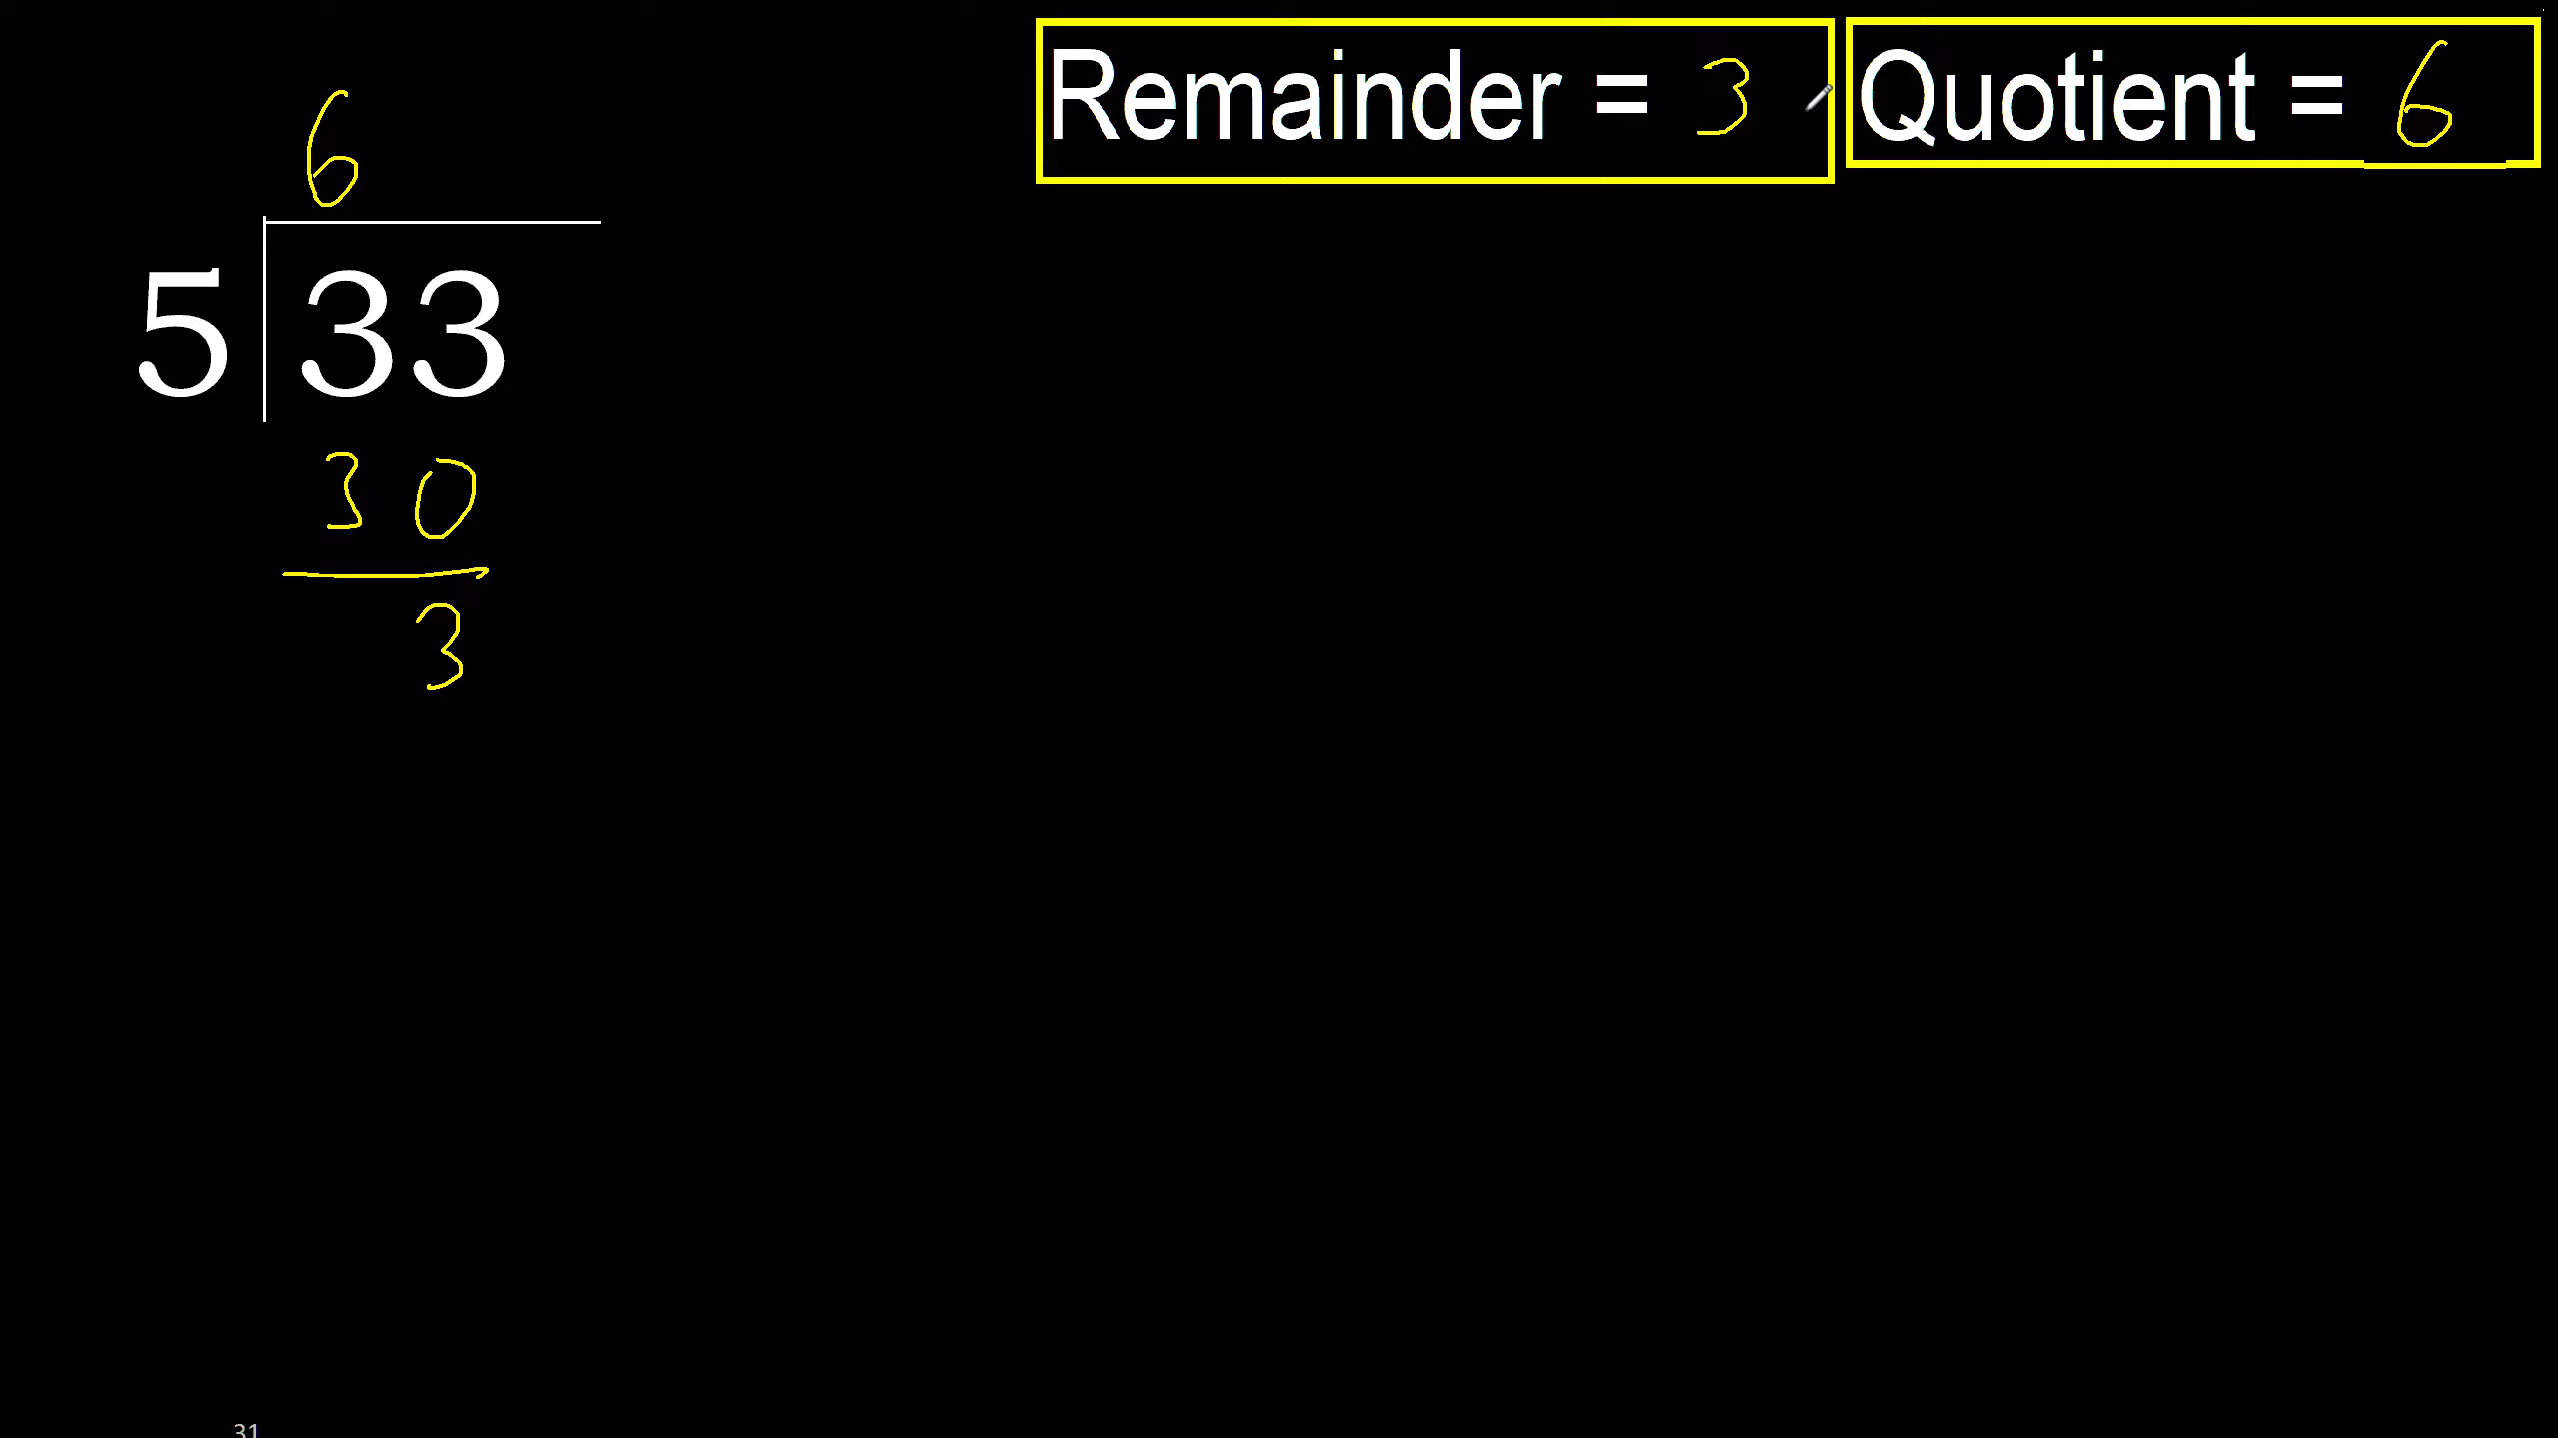 Remainder = 3
Quotient = 6
6
5 33
30
3
31